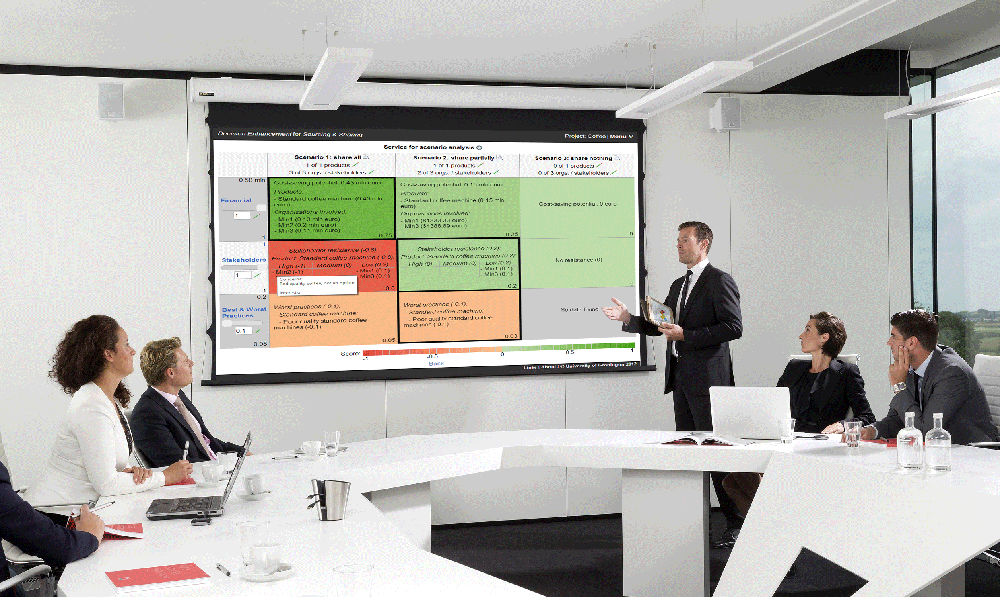 Decision Enhancement for Sourcing & Sharing
Project: Coffee | Menu ▽
Service for scenario analysis
Scenario 1: share all
1 of 1 products
3 of 3 orgs. / stakeholders
Scenario 2: share partially
1 of 1 products
2 of 3 orgs. / stakeholders
Scenario 3: share nothing
0 of 1 products
0 of 3 orgs. / stakeholders
0.58 mln
Financial
1
1
Cost-saving potential: 0.43 mln euro
Products:
- Standard coffee machine (0.43 mln
euro)
Organisations involved:
- Min1 (0.13 mln euro)
- Min2 (0.2 mln euro)
- Min3 (0.11 mln euro)
0.75
Cost-saving potential: 0.15 mln euro
Products:
- Standard coffee machine (0.15 mln
euro)
Organisations involved:
- Min1 (81333.33 euro)
- Min3 (64388.89 euro)
0.25
Cost-saving potential: 0 euro
0
1
Stakeholders
1
1
Stakeholder resistance (-0.8):
Product: Standard coffee machine (-0.8):
High (-1) Medium (0) Low (0.2)
- Min2 (-1) - Min1 (0.1)
Min3 (0.1)
Concerns:
Bad quality coffee, not an option
Interests:
-0.8
Stakeholder resistance (0.2):
Product: Standard coffee machine (0.2):
High (0) Medium (0) Low (0.2)
- Min1 (0.1)
- Min3 (0.1)
0.2
No resistance (0)
0
0.2
Best & Worst
Practices
0.1
0.08
Worst practices (-0.1):
Standard coffee machine:
- Poor quality standard coffee
machines (-0.1)
-0.05
Worst practices (-0.1):
Standard coffee machine:
- Poor quality standard coffee
machines (-0.1)
-0.03
No data found
Score:
-1 -0.5 0 0.5 1
Back
Links | About | © University of Groningen 2012